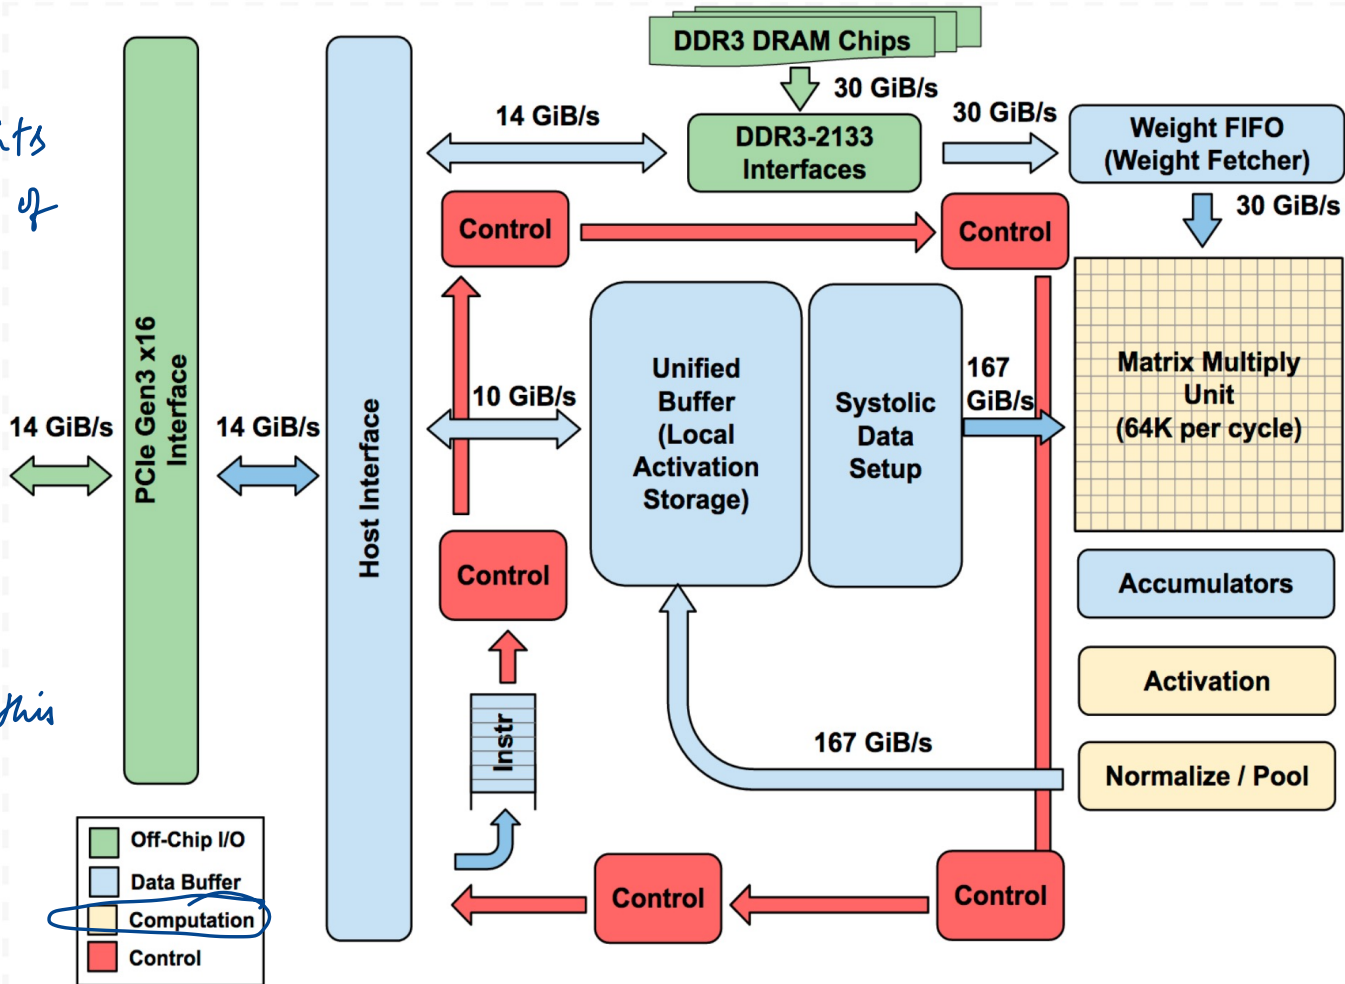 DDR3 DRAM Chips
30 GiB/s
14 GiB/s
DDR3-2133
Interfaces
30 GiB/s
Weight FIFO
(Weight Fetcher)
30 GiB/s
of
Control
Control
PCIe Gen3 x16
Interface
Host Interface
14 GiB/s
14 GiB/s
10 GiB/s
Unified
Buffer
(Local
Activation
Storage)
Systolic
Data
Setup
167
GiB/s
Matrix Multiply
Unit
(64K per cycle)
Control
Accumulators
Activation
this
Instr
167 GiB/s
Normalize / Pool
Off-Chip I/O
Data Buffer
Computation
Control
Control
Control